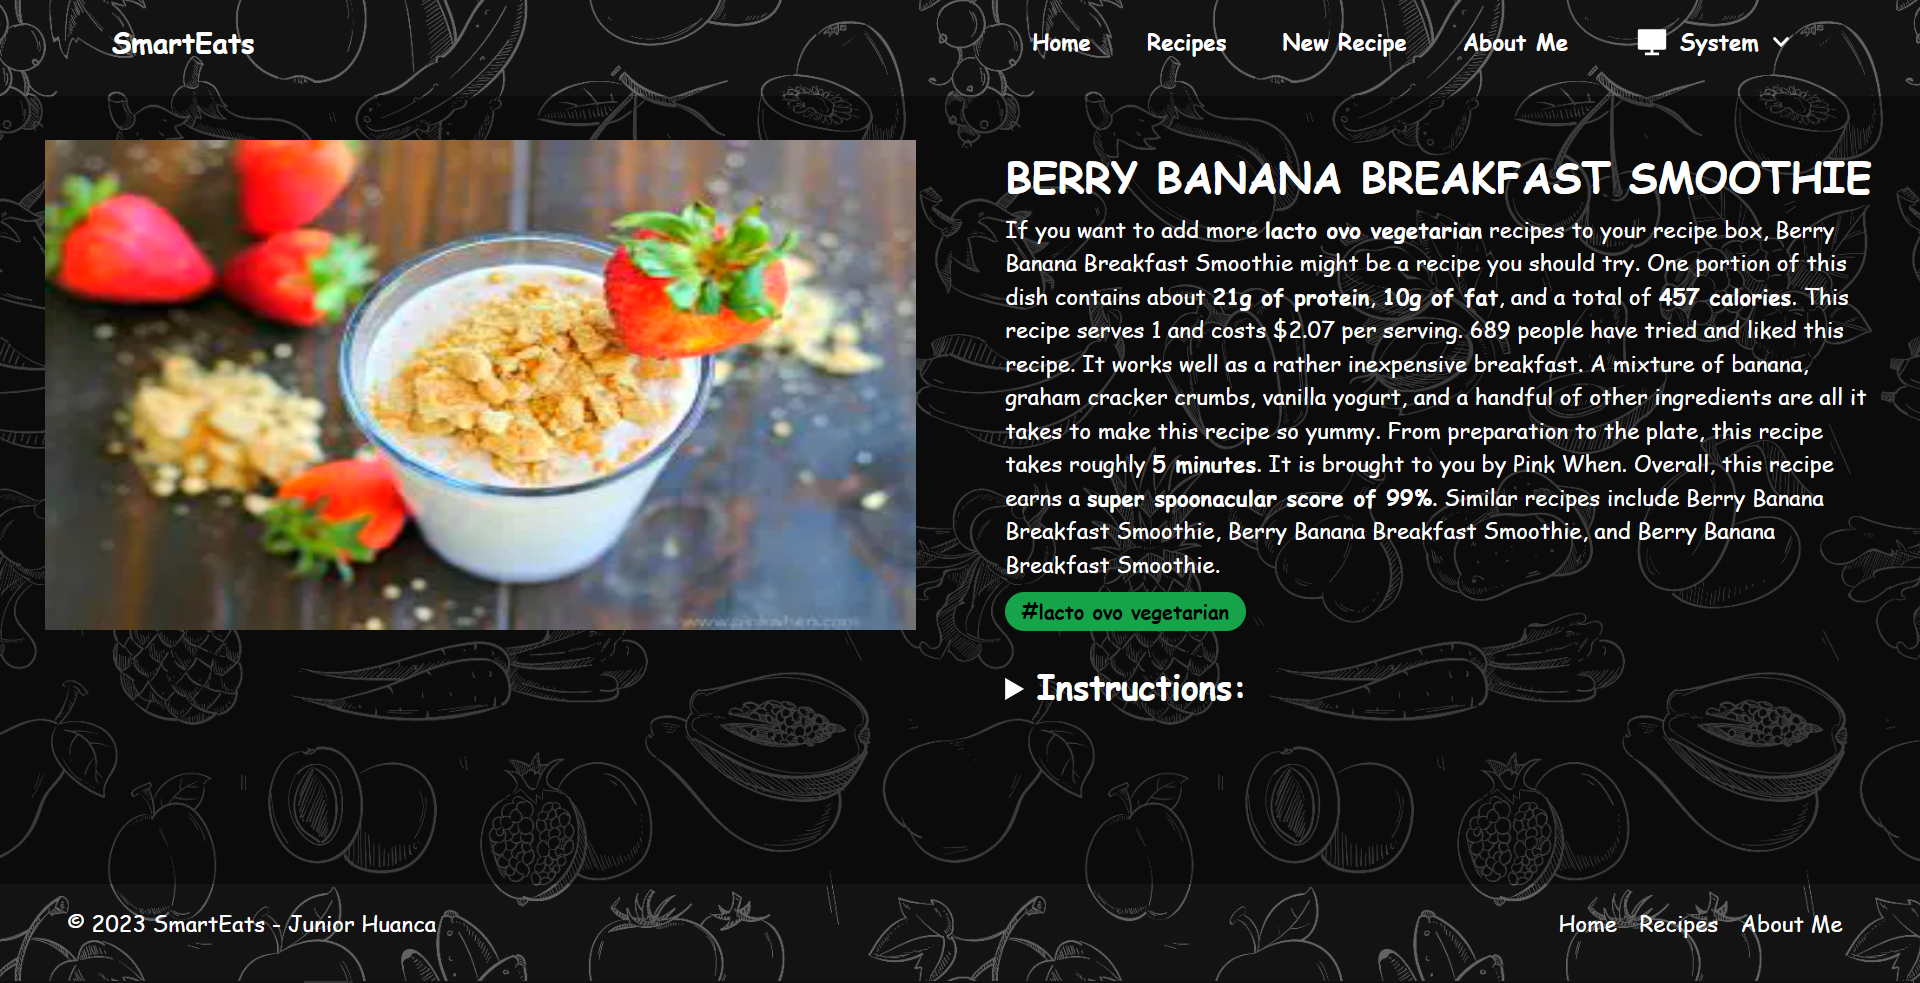 SmartEats
Home Recipes New Recipe About Me System
BERRY BANANA BREAKFAST SMOOTHIE
If you want to add more lacto ovo vegetarian recipes to your recipe box, Berry
Banana Breakfast Smoothie might be a recipe you should try. One portion of this
dish contains about 21g of protein, 10g of fat, and a total of 457 calories. This
recipe serves 1 and costs $2.07 per serving. 689 people have tried and liked this
recipe. It works well as a rather inexpensive breakfast. A mixture of banana,
graham cracker crumbs, vanilla yogurt, and a handful of other ingredients are all it
takes to make this recipe so yummy. From preparation to the plate, this recipe
takes roughly 5 minutes. It is brought to you by Pink When. Overall, this recipe
earns a super spoonacular score of 99%. Similar recipes include Berry Banana
Breakfast Smoothie, Berry Banana Breakfast Smoothie, and Berry Banana
Breakfast Smoothie.
www.pinkwhen.com
#lacto ovo vegetarian
Instructions:
© 2023 SmartEats - Junior Huanca
Home Recipes About Me